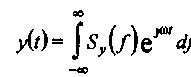 y(t) = ∫_{-∞}^{∞} S_y(f) e^{jωt} df